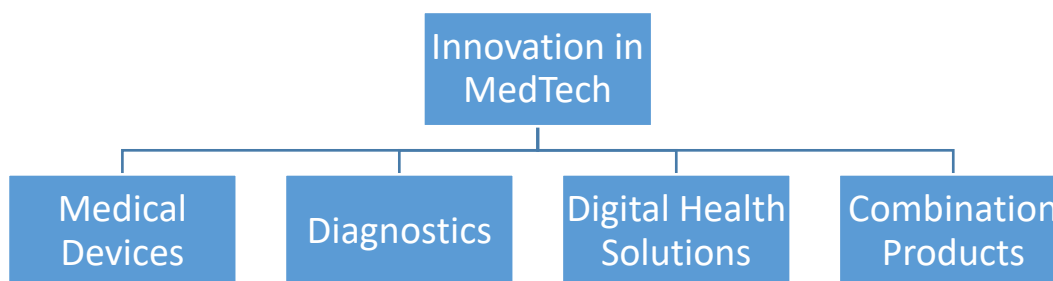 Innovation in
MedTech
Medical
Devices
Diagnostics
Digital Health
Solutions
Combination
Products